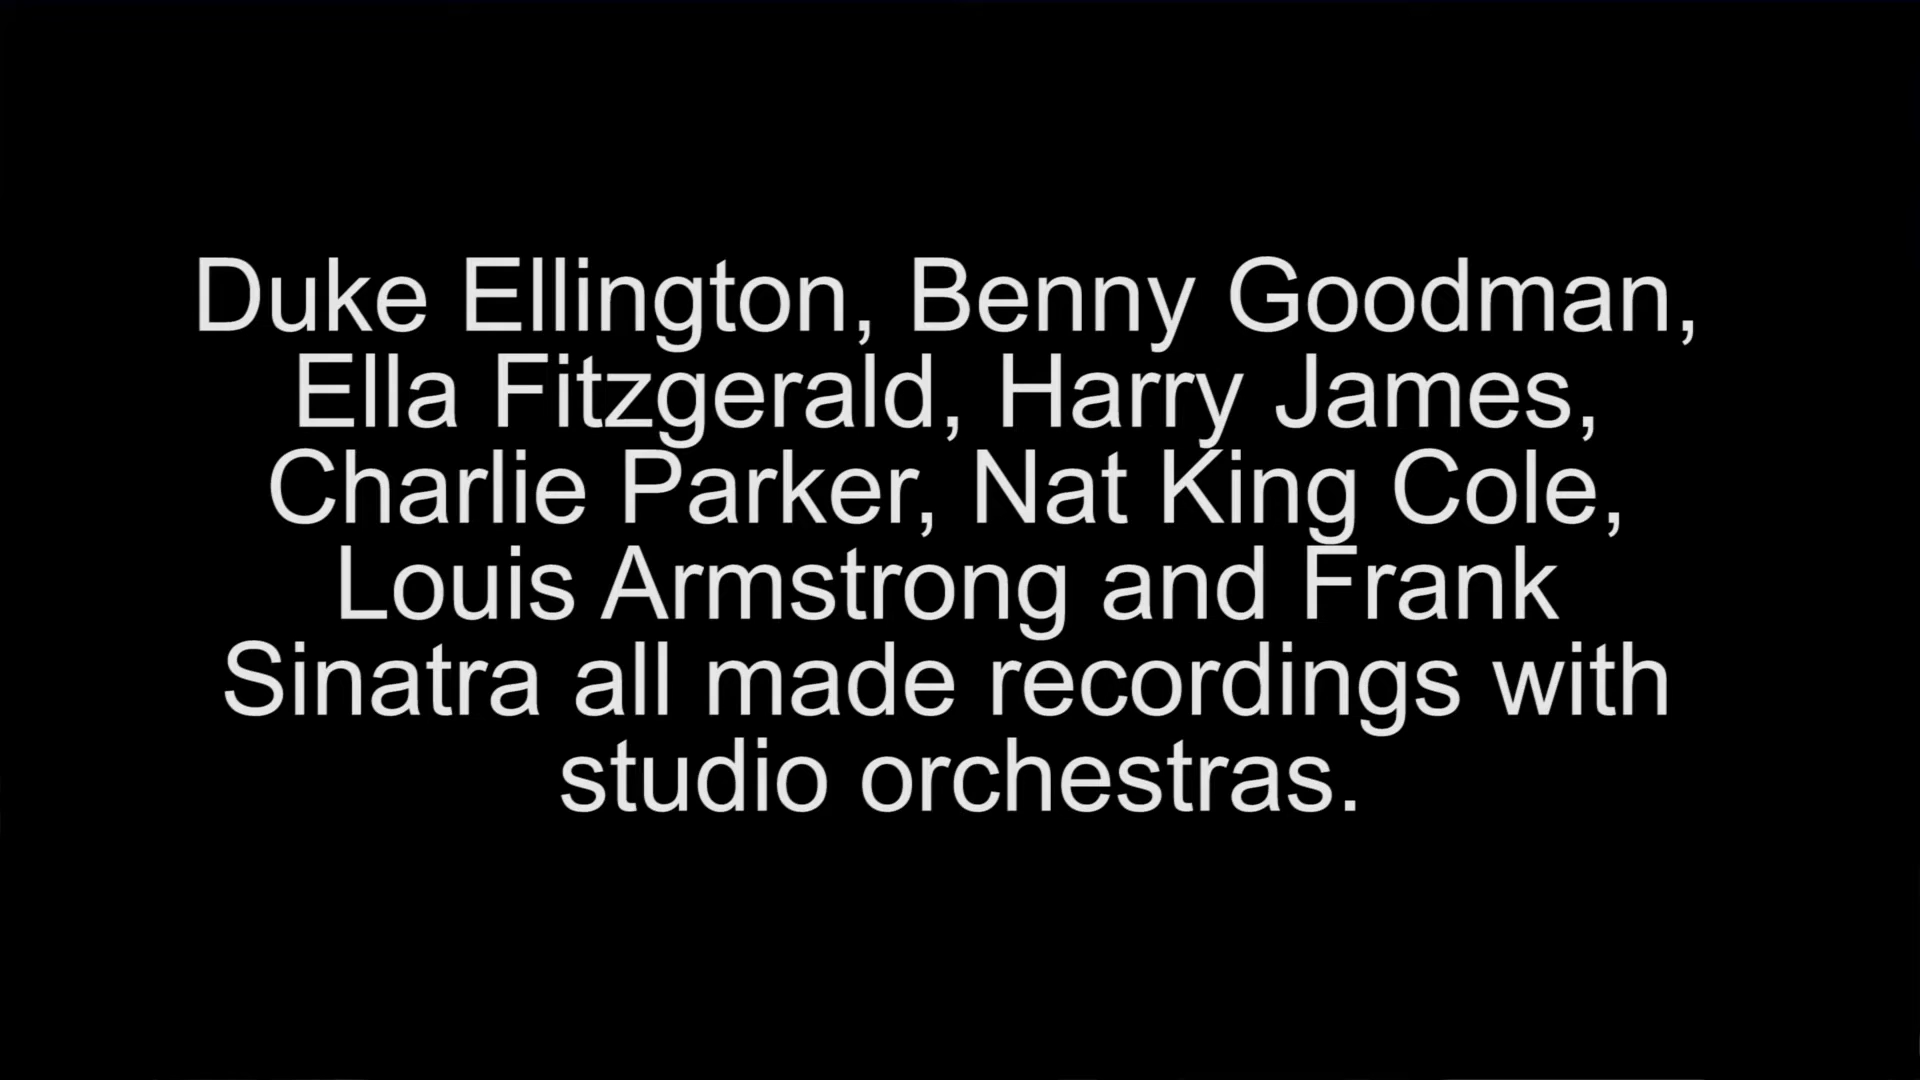 Duke Ellington, Benny Goodman,
Ella Fitzgerald, Harry James,
Charlie Parker, Nat King Cole,
Louis Armstrong and Frank
Sinatra all made recordings with
studio orchestras.